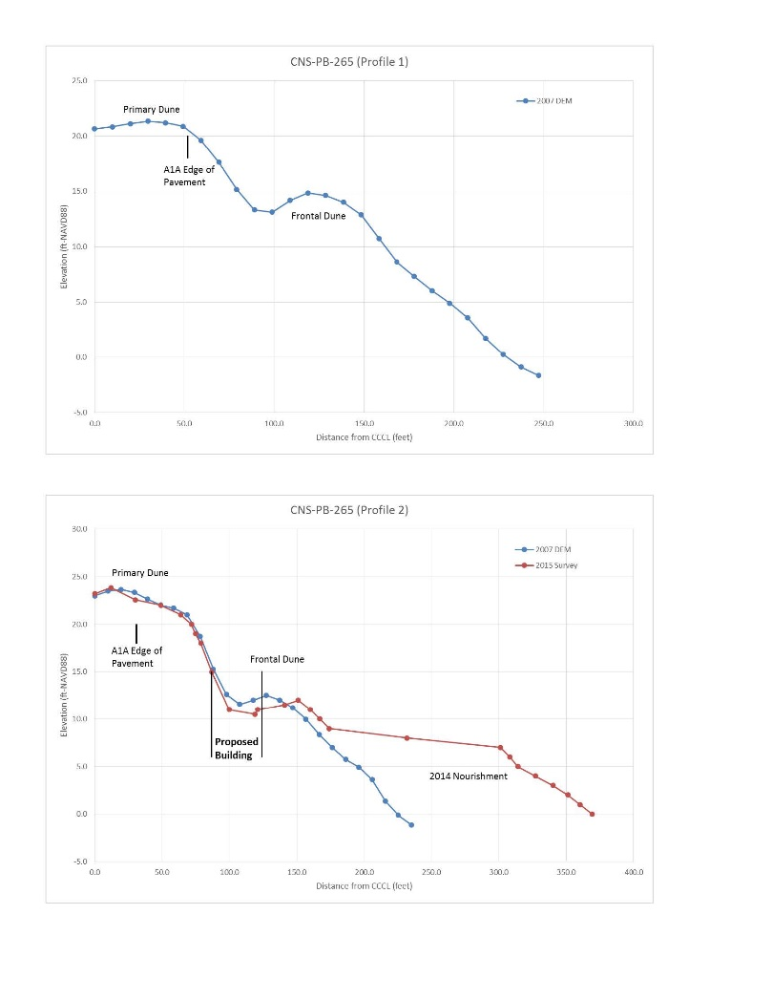 CNS-PB-265 (Profile 1)
25.0
2007 DEM
Primary Dune
20.0
A1A Edge of
Pavement
15.0
Frontal Dune
Elevation (ft-NAVD88)
10.0
5.0
0.0
-5.0
0.0 50.0 100.0 150.0 200.0 250.0 300.0
Distance from CCCL (feet)
CNS-PB-265 (Profile 2)
30.0
2007 DEM
2015 Survey
25.0
Primary Dune
20.0
A1A Edge of
Pavement
Frontal Dune
15.0
Elevation (ft-NAVD88)
10.0
Proposed
Building
5.0
2014 Nourishment
0.0
-5.0
0.0 50.0 100.0 150.0 200.0 250.0 300.0 350.0 400.0
Distance from CCCL (feet)